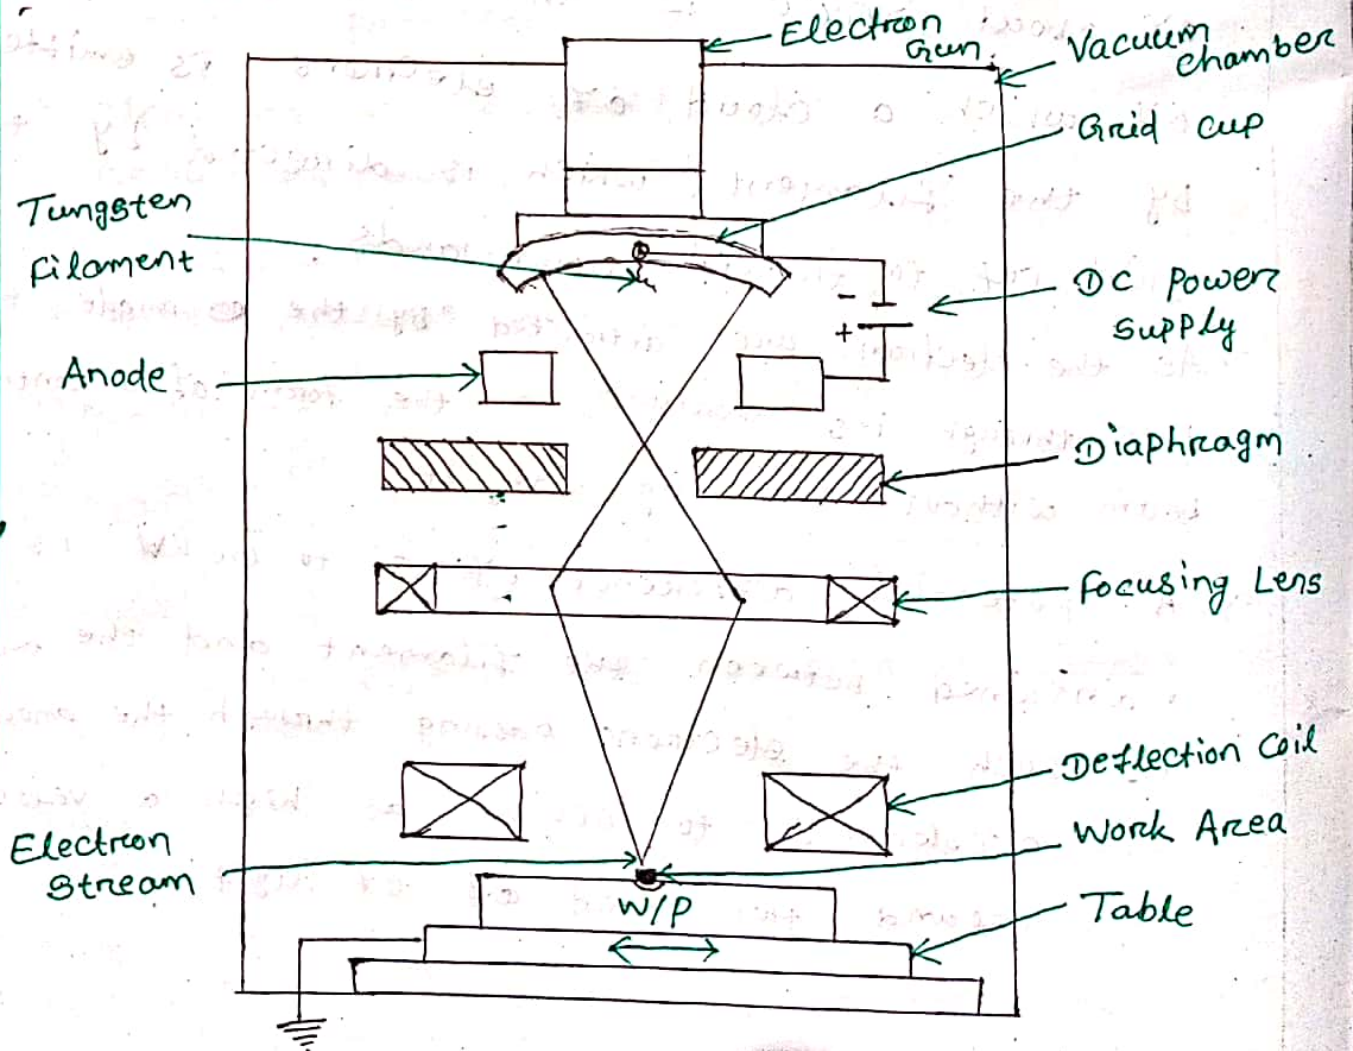 Electron
Gun
Vacuum
Chamber
Grid cup
Tungsten
filament
DC Power
Supply
-
+
Anode
Diaphragm
Focusing Lens
Deflection Coil
Work Area
Electron
Stream
W/P
Table